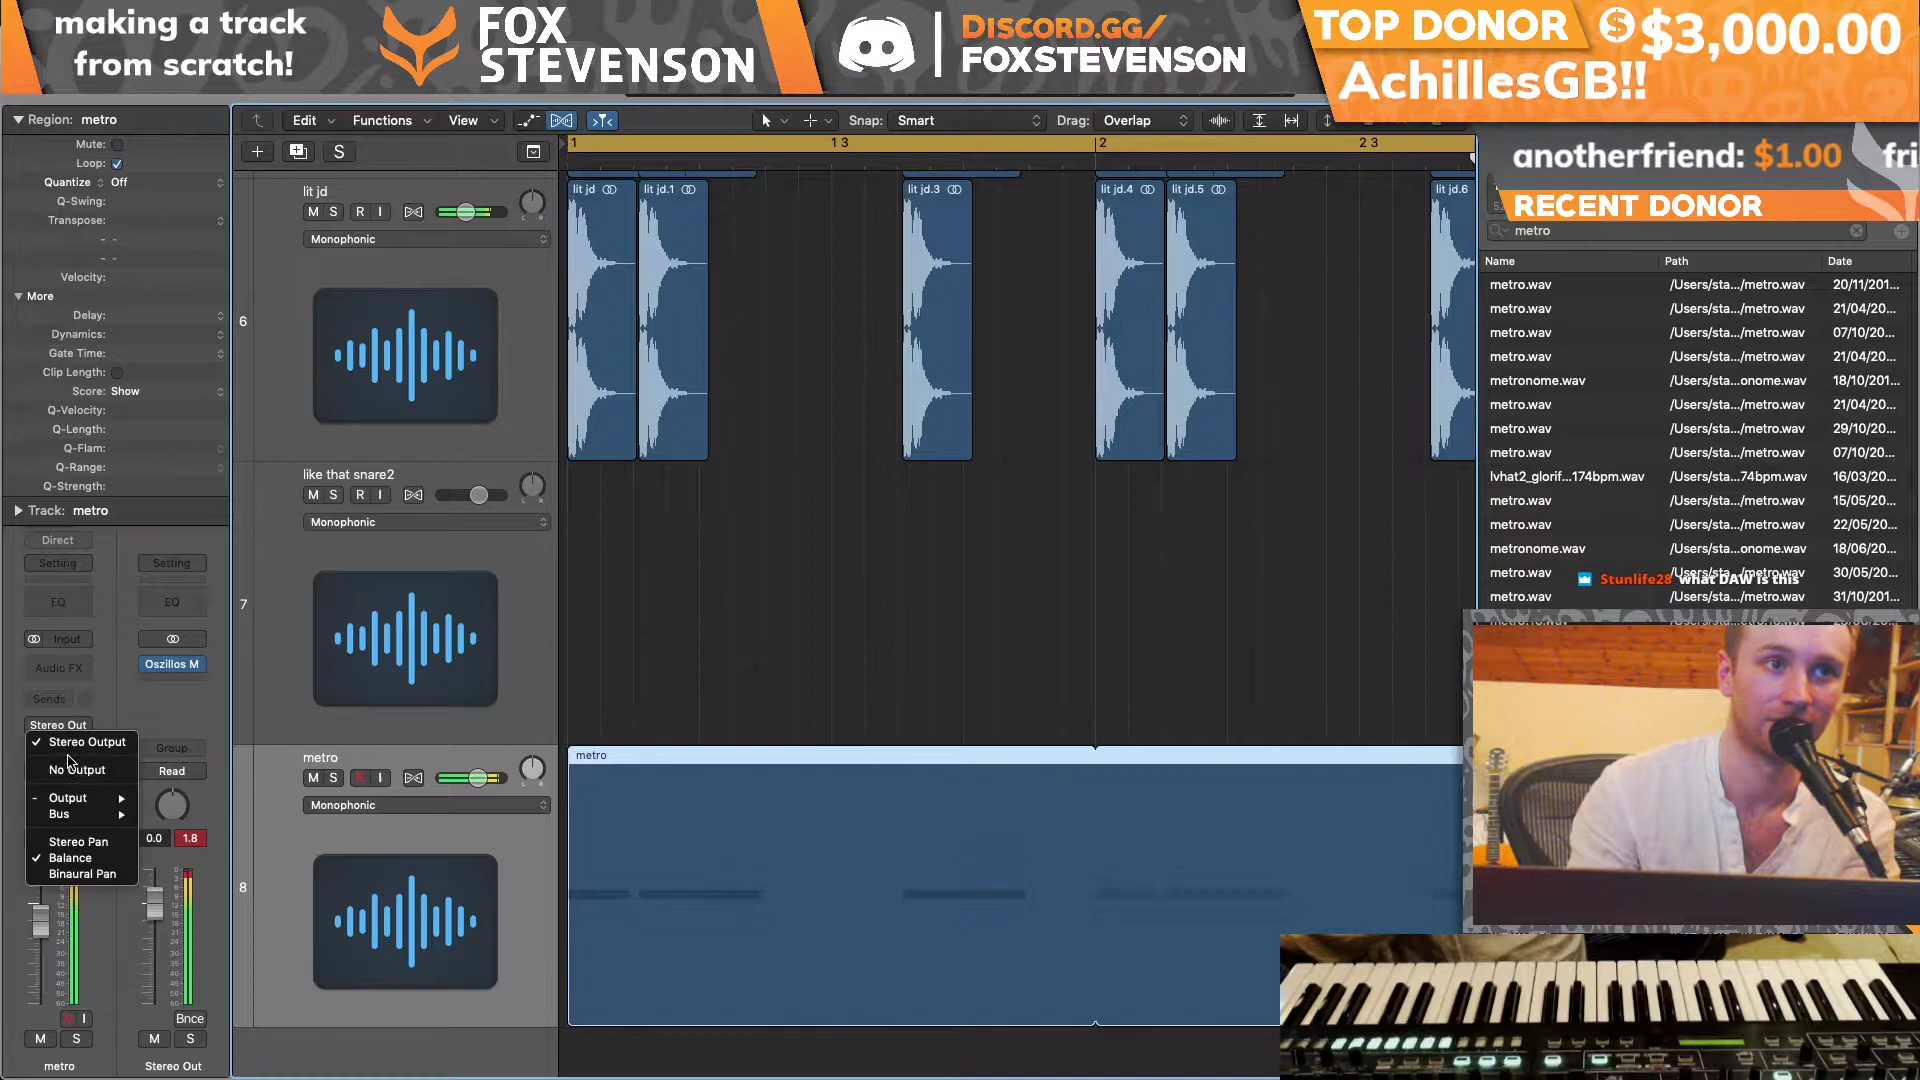 making a track
from scratch!
FOX
STEVENSON
DISCORD.GG/
FOXSTEVENSON
TOP DONOR
$3,000.00
AchillesGB!!
anotherfriend: $1.00
fri
RECENT DONOR
Region: metro
Mute:
Loop:
Quantize Off
Q-Swing:
Transpose:
- -
- -
Velocity:
More
Delay:
Dynamics:
Gate Time:
Clip Length:
Score: Show
Q-Velocity:
Q-Length:
Q-Flam:
Q-Range:
Q-Strength:
Track: metro
Direct
Setting
Setting
EQ
EQ
Input
Audio FX
Oszillos M
Sends
Stereo Out
Stereo Output
No Output
Output
Bus
Stereo Pan
Balance
Binaural Pan
Group
Read
0.0
1.8
I
Bnce
M
S
M
S
metro
Stereo Out
Edit
Functions
View
Snap: Smart
Drag: Overlap
S
1
1 3
2
2 3
6
lit jd
M S R I
Monophonic
lit jd
lit jd.1
lit jd.3
lit jd.4
lit jd.5
lit jd.6
7
like that snare2
M S R I
Monophonic
8
metro
M S R I
Monophonic
metro
metro
Name
Path
Date
metro.wav /Users/sta.../metro.wav 20/11/201...
metro.wav /Users/sta.../metro.wav 21/04/20...
metro.wav /Users/sta.../metro.wav 07/10/20...
metro.wav /Users/sta.../metro.wav 21/04/20...
metronome.wav /Users/sta...onome.wav 18/10/201...
metro.wav /Users/sta.../metro.wav 21/04/20...
metro.wav /Users/sta.../metro.wav 29/10/20...
metro.wav /Users/sta.../metro.wav 07/10/20...
lvhat2_glorif...174bpm.wav /Users/sta...74bpm.wav 16/03/20...
metro.wav /Users/sta.../metro.wav 15/05/20...
metro.wav /Users/sta.../metro.wav 22/05/20...
metronome.wav /Users/sta...onome.wav 18/06/20...
metro.wav /Users/sta.../metro.wav 30/05/20...
Stunlife28 what DAW is this
metro.wav /Users/sta.../metro.wav 31/10/201...